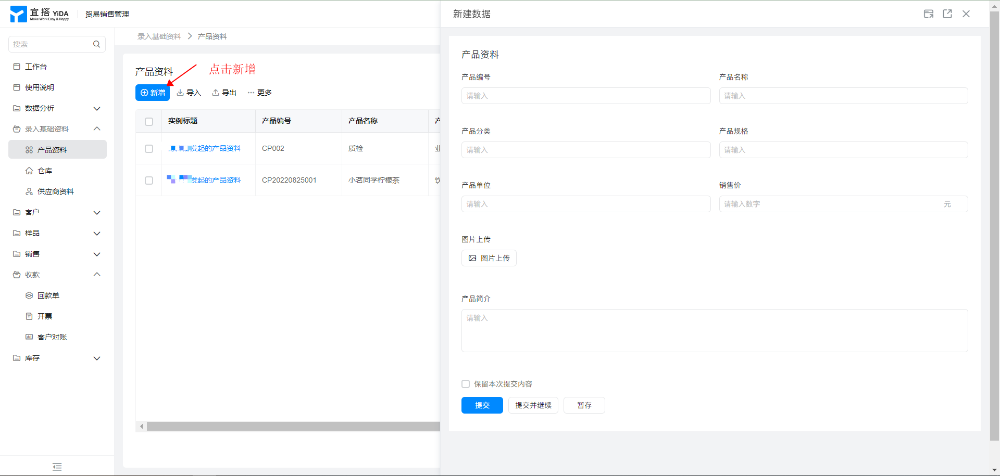 宜搭 YiDA
Make Work Easy & Happy
贸易销售管理
搜索
工作台
使用说明
数据分析
录入基础资料
产品资料
仓库
供应商资料
客户
样品
销售
收款
回款单
开票
客户对账
库存
录入基础资料 > 产品资料
产品资料
点击新增
新增 导入 导出 ··· 更多
实例标题 产品编号 产品名称
发起的产品资料 CP002 质检 业
发起的产品资料 CP20220825001 小茗同学柠檬茶 饮
新建数据
产品资料
产品编号 产品名称
请输入 请输入
产品分类 产品规格
请输入 请输入
产品单位 销售价
请输入 请输入数字 元
图片上传
图片上传
产品简介
请输入
保留本次提交内容
提交 提交并继续 暂存